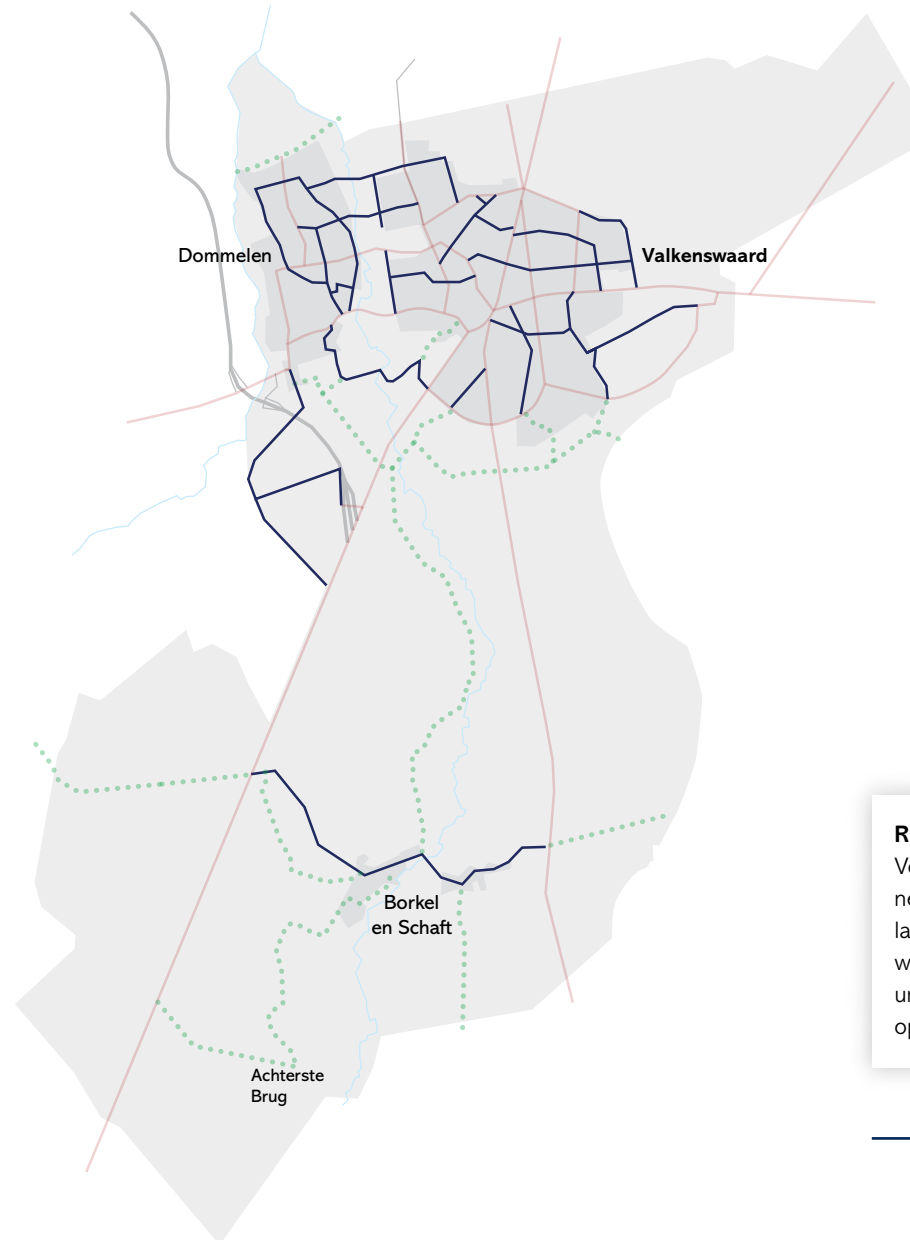 Dommelen
Valkenswaard
Borkel
en Schaft
Achterste
Brug